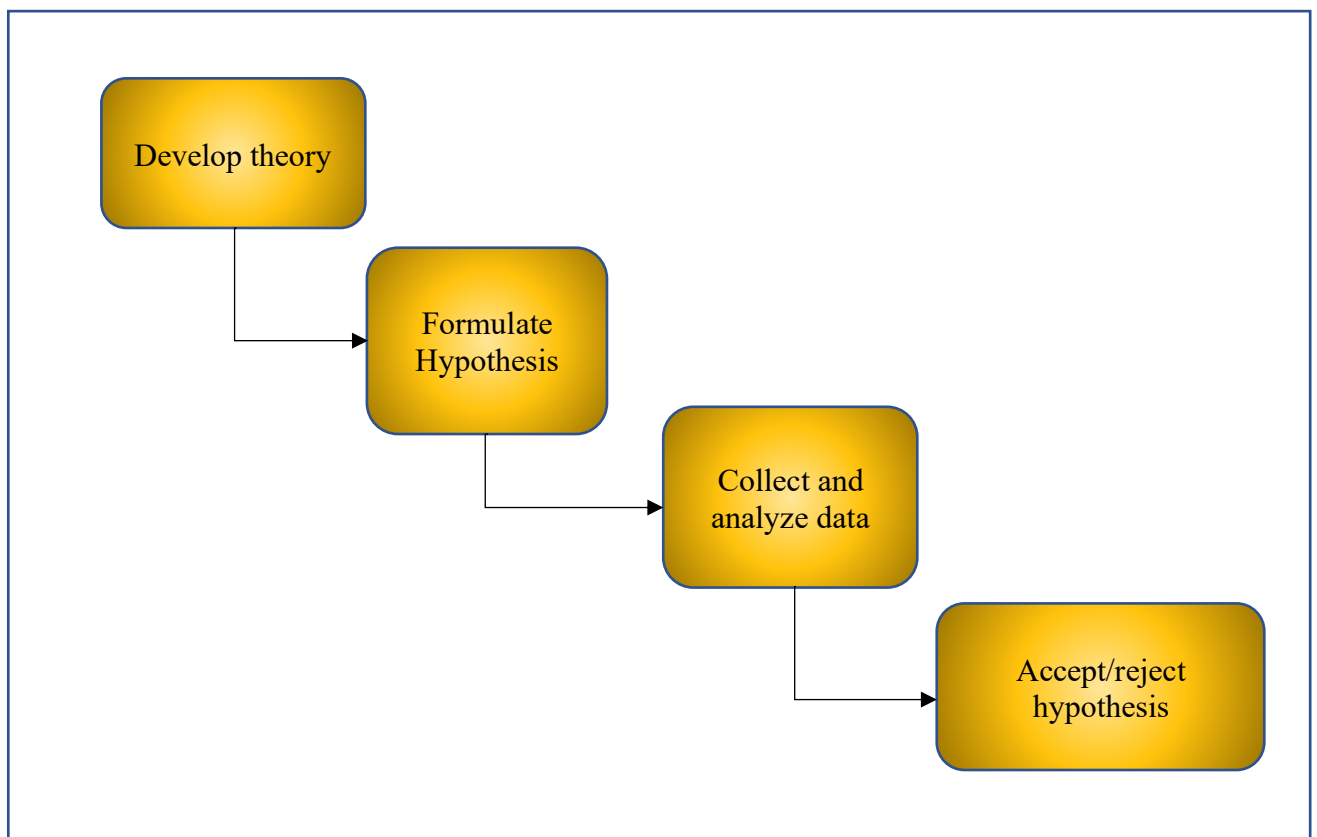 Develop theory
Formulate
Hypothesis
Collect and
analyze data
Accept/reject
hypothesis